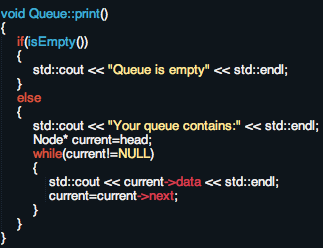 void Queue::print()
{
if(isEmpty())
{
std::cout << "Queue is empty" << std::endl;
}
else
{
std::cout << "Your queue contains:" << std::endl;
Node* current=head;
while(current!=NULL)
{
std::cout << current->data << std::endl;
current=current->next;
}
}
}